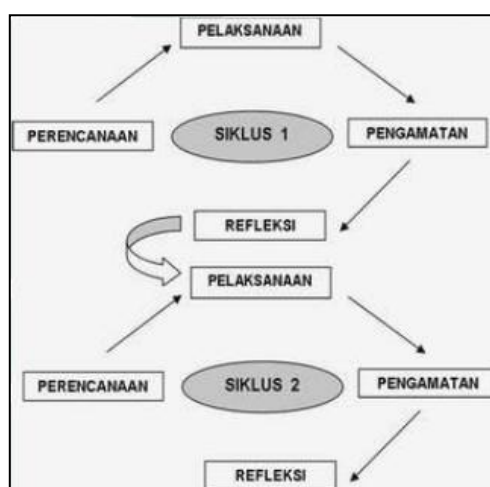 PELAKSANAAN
PERENCANAAN
SIKLUS 1
PENGAMATAN
REFLEKSI
PELAKSANAAN
PERENCANAAN
SIKLUS 2
PENGAMATAN
REFLEKSI